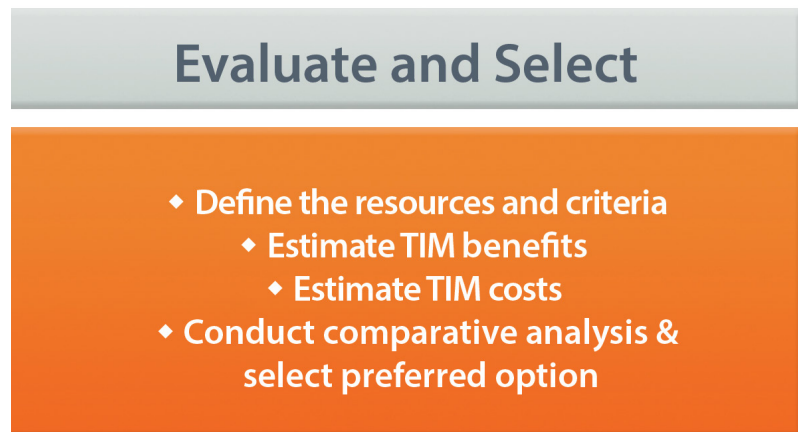 Evaluate and Select
◆ Define the resources and criteria
◆ Estimate TIM benefits
◆ Estimate TIM costs
◆ Conduct comparative analysis &
select preferred option